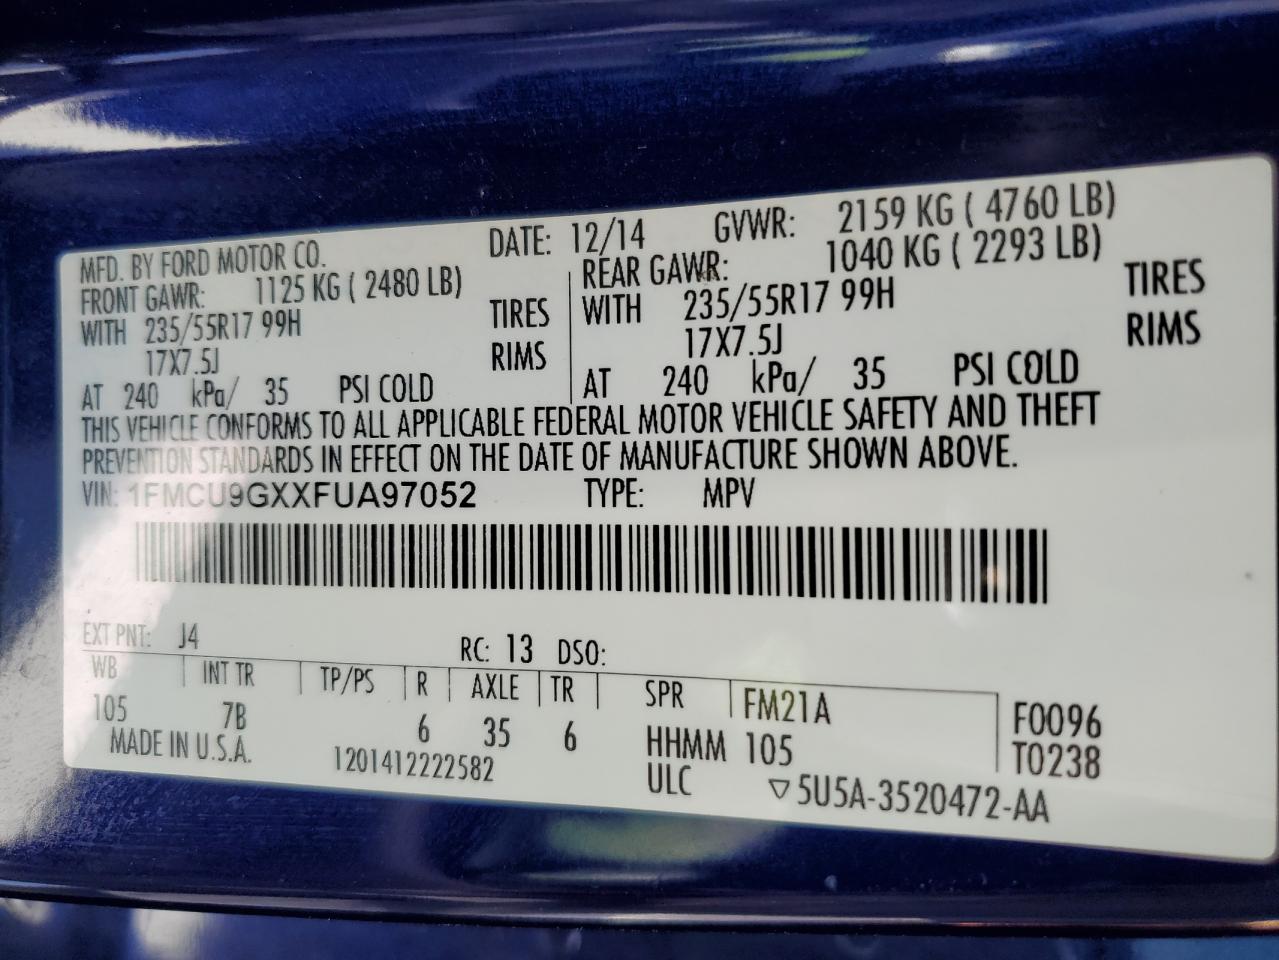 MFD. BY FORD MOTOR CO. DATE: 12/14 GVWR: 2159 KG ( 4760 LB)
FRONT GAWR: 1125 KG ( 2480 LB) REAR GAWR: 1040 KG ( 2293 LB)
WITH 235/55R17 99H TIRES WITH 235/55R17 99H TIRES
17X7.5J RIMS 17X7.5J RIMS
AT 240 kPa/ 35 PSI COLD AT 240 kPa/ 35 PSI COLD
THIS VEHICLE CONFORMS TO ALL APPLICABLE FEDERAL MOTOR VEHICLE SAFETY AND THEFT
PREVENTION STANDARDS IN EFFECT ON THE DATE OF MANUFACTURE SHOWN ABOVE.
VIN: 1FMCU9GXXFUA97052 TYPE: MPV
EXT PNT: J4 RC: 13 DSO:
WB INT TR TP/PS R AXLE TR SPR FM21A F0096
105 7B 6 35 6 HHMM 105 T0238
MADE IN U.S.A. 1201412222582 ULC ▽5U5A-3520472-AA